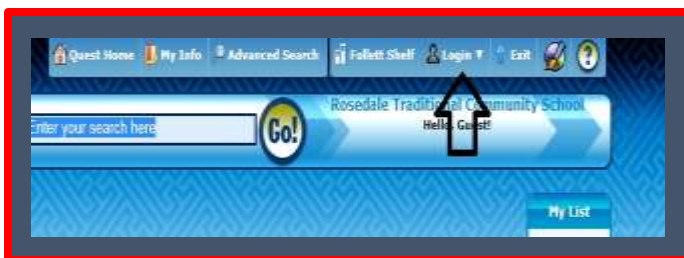 Quest Home My Info Advanced Search Follett Shelf Login ▼ Exit ?
Rosedale Traditional Community School
Enter your search here Go! Hello, Guest!
My List